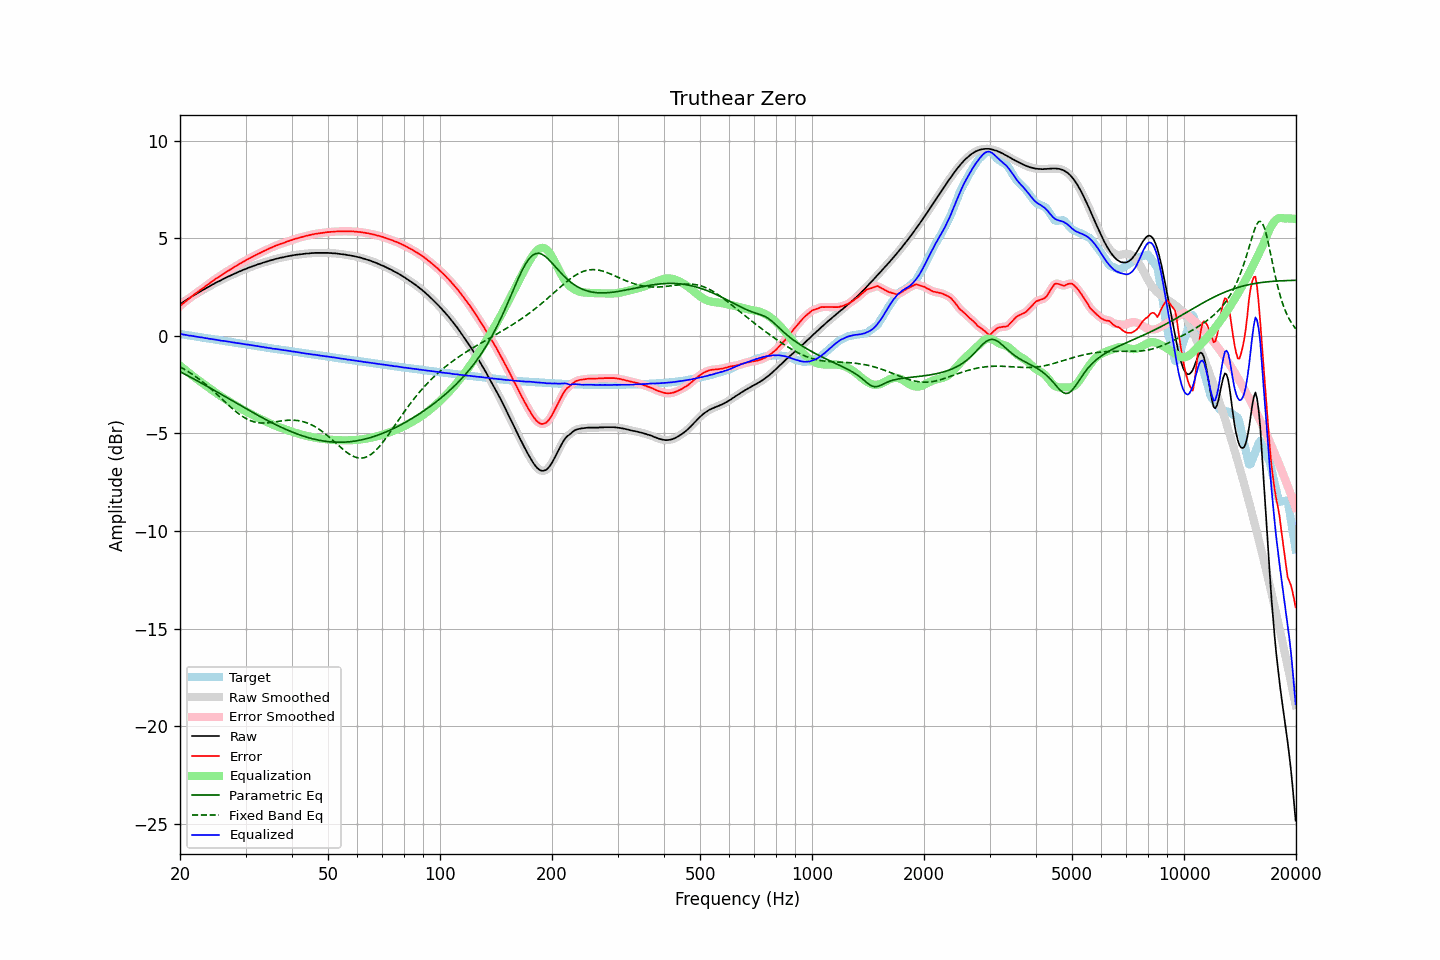 Truthear Zero
10
5
0
−5
−10
−15
−20
−25
Amplitude (dBr)
Target
Raw Smoothed
Error Smoothed
Raw
Error
Equalization
Parametric Eq
Fixed Band Eq
Equalized
20 50 100 200 500 1000 2000 5000 10000 20000
Frequency (Hz)